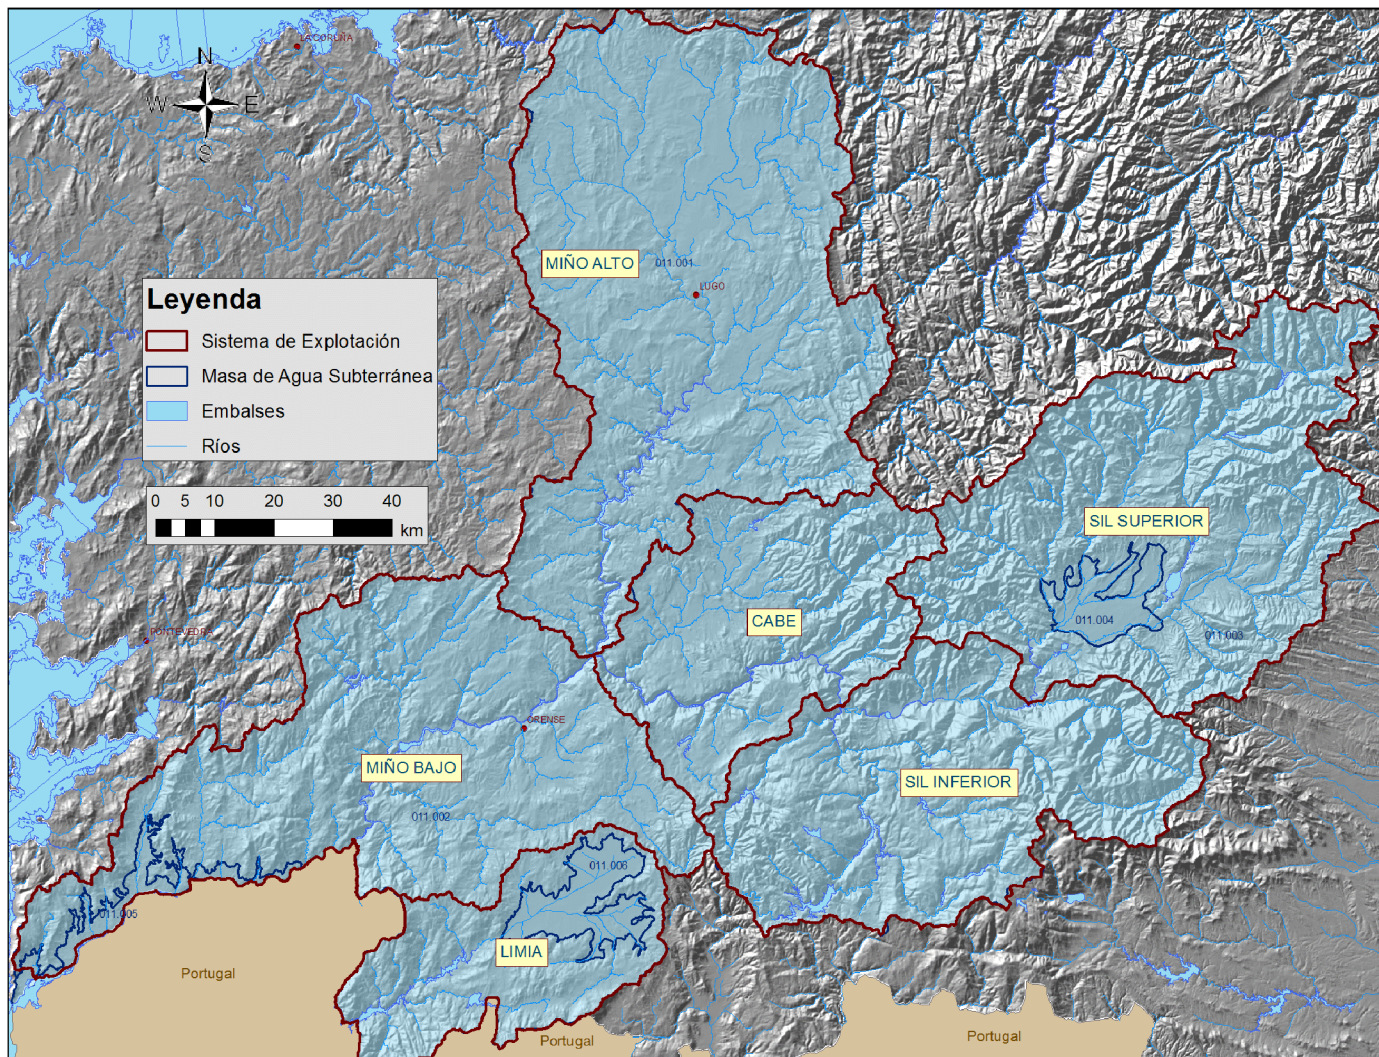 LA CORUÑA
N
W E
S
MIÑO ALTO
011.001
LUGO
Leyenda
Sistema de Explotación
Masa de Agua Subterránea
Embalses
Ríos
0 5 10 20 30 40
km
SIL SUPERIOR
011.004
011.003
CABE
PONTEVEDRA
ORENSE
MIÑO BAJO
SIL INFERIOR
011.002
011.006
011.005
LIMIA
Portugal
Portugal
Portugal